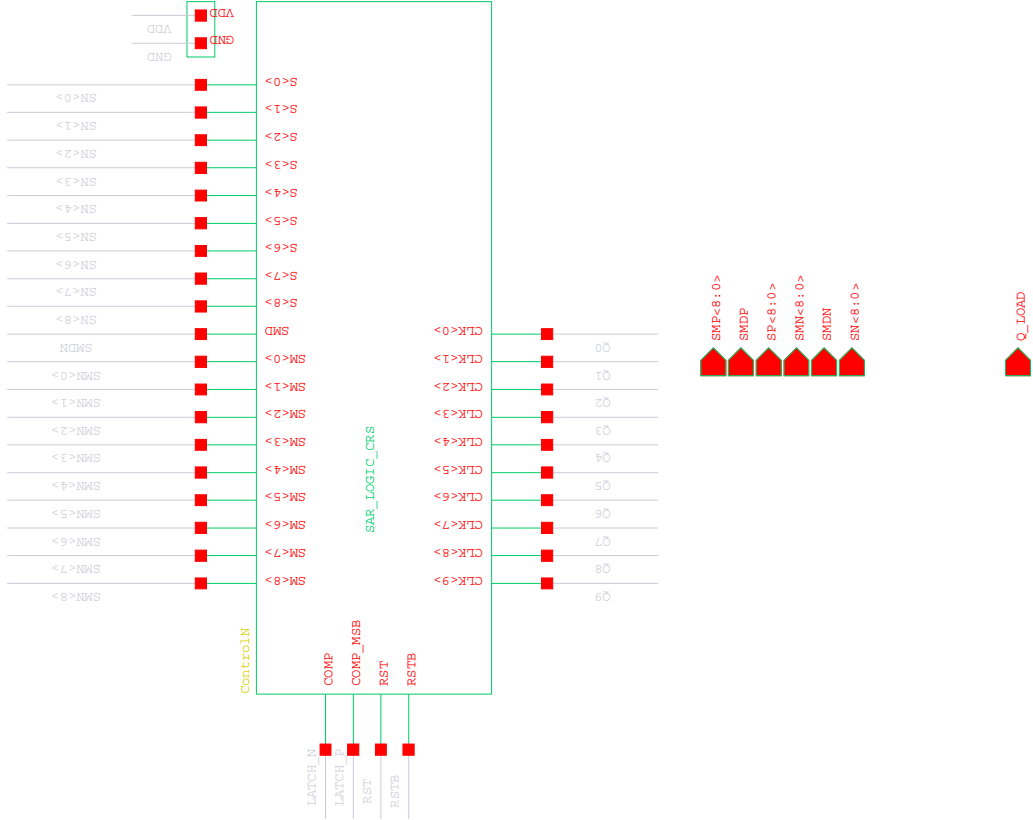 VDD
VDD
GND
GND
S<0>
SN<0>
S<1>
SN<1>
S<2>
SN<2>
S<3>
SN<3>
S<4>
SN<4>
S<5>
SN<5>
S<6>
SN<6>
S<7>
SN<7>
S<8>
SN<8>
SMD
SMDN
SM<0>
SMN<0>
SM<1>
SMN<1>
SM<2>
SMN<2>
SM<3>
SMN<3>
SM<4>
SMN<4>
SM<5>
SMN<5>
SM<6>
SMN<6>
SM<7>
SMN<7>
SM<8>
SMN<8>
CLK<0>
Q0
CLK<1>
Q1
CLK<2>
Q2
CLK<3>
Q3
CLK<4>
Q4
CLK<5>
Q5
CLK<6>
Q6
CLK<7>
Q7
CLK<8>
Q8
CLK<9>
Q9
SAR_LOGIC_CRS
ControlN
COMP
COMP_MSB
RST
RSTB
LATCH_N
LATCH_P
RST
RSTB
SMP<8:0>
SMDP
SP<8:0>
SMN<8:0>
SMDN
SN<8:0>
Q_LOAD